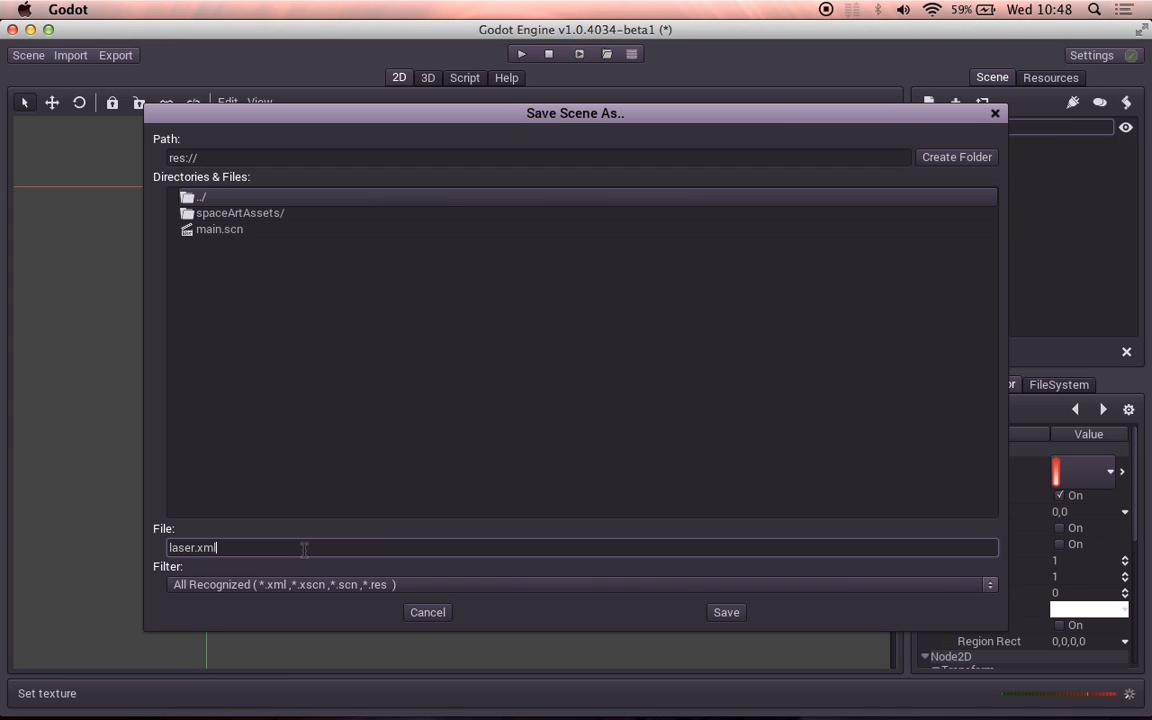 Godot 59% Wed 10:48
Godot Engine v1.0.4034-beta1 (*)
Scene Import Export Settings
2D 3D Script Help Scene Resources
Edit View
Save Scene As..
Path:
res:// Create Folder
Directories & Files:
../
spaceArtAssets/
main.scn
FileSystem
Value
On
0,0
On
On
1
1
0
On
Region Rect 0,0,0,0
Node2D
File:
laser.xml
Filter:
All Recognized ( *.xml ,*.xscn ,*.scn ,*.res )
Cancel Save
Set texture